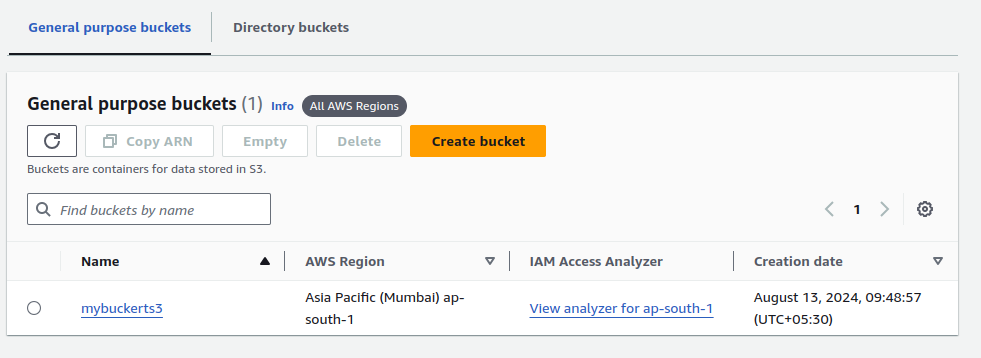 General purpose buckets
Directory buckets
General purpose buckets (1) Info All AWS Regions
Copy ARN
Empty
Delete
Create bucket
Buckets are containers for data stored in S3.
Find buckets by name
1
Name
AWS Region
IAM Access Analyzer
Creation date
mybuckerts3
Asia Pacific (Mumbai) ap-
south-1
View analyzer for ap-south-1
August 13, 2024, 09:48:57
(UTC+05:30)